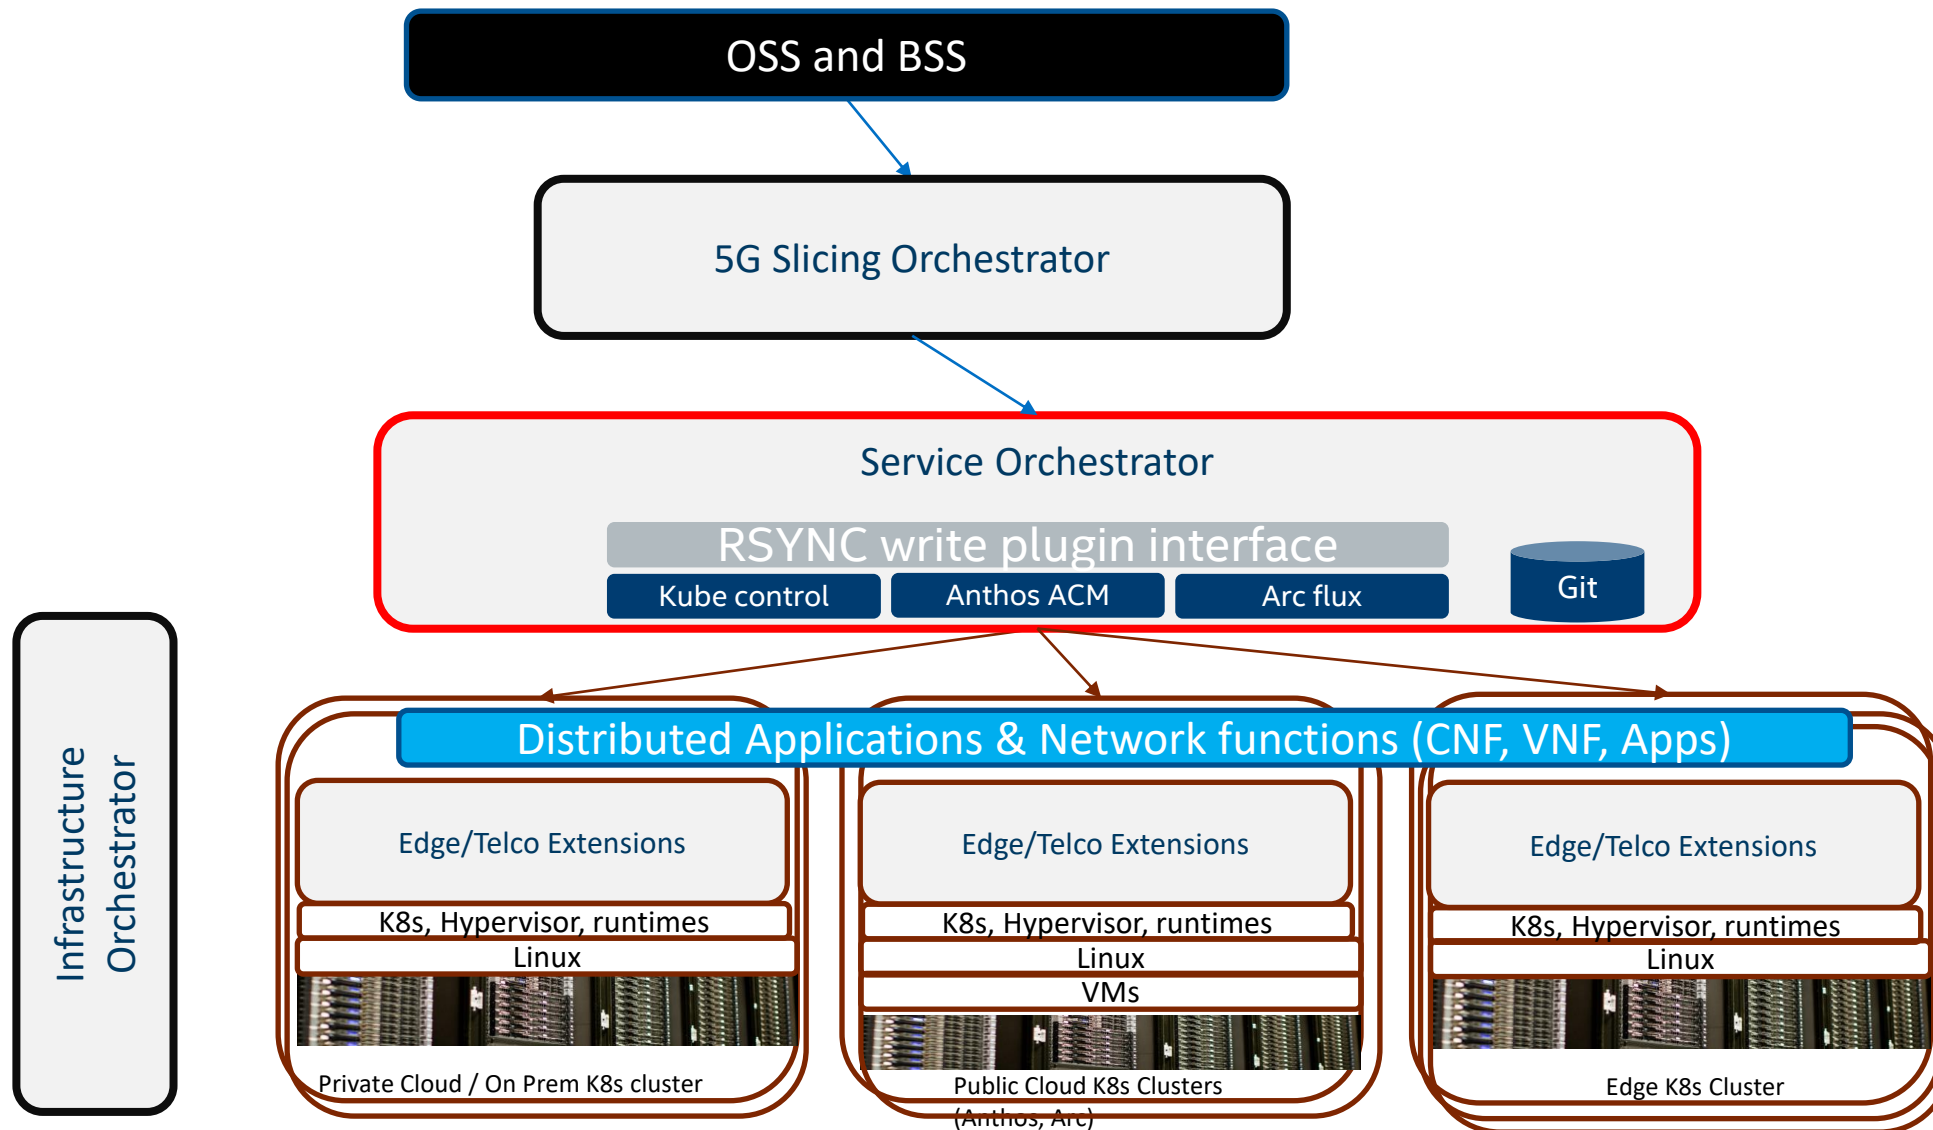 OSS and BSS
5G Slicing Orchestrator
Service Orchestrator
RSYNC write plugin interface
Kube control
Anthos ACM
Arc flux
Git
Infrastructure
Orchestrator
Distributed Applications & Network functions (CNF, VNF, Apps)
Edge/Telco Extensions
K8s, Hypervisor, runtimes
Linux
Private Cloud / On Prem K8s cluster
Edge/Telco Extensions
K8s, Hypervisor, runtimes
Linux
VMs
Public Cloud K8s Clusters
(Anthos, Arc)
Edge/Telco Extensions
K8s, Hypervisor, runtimes
Linux
Edge K8s Cluster